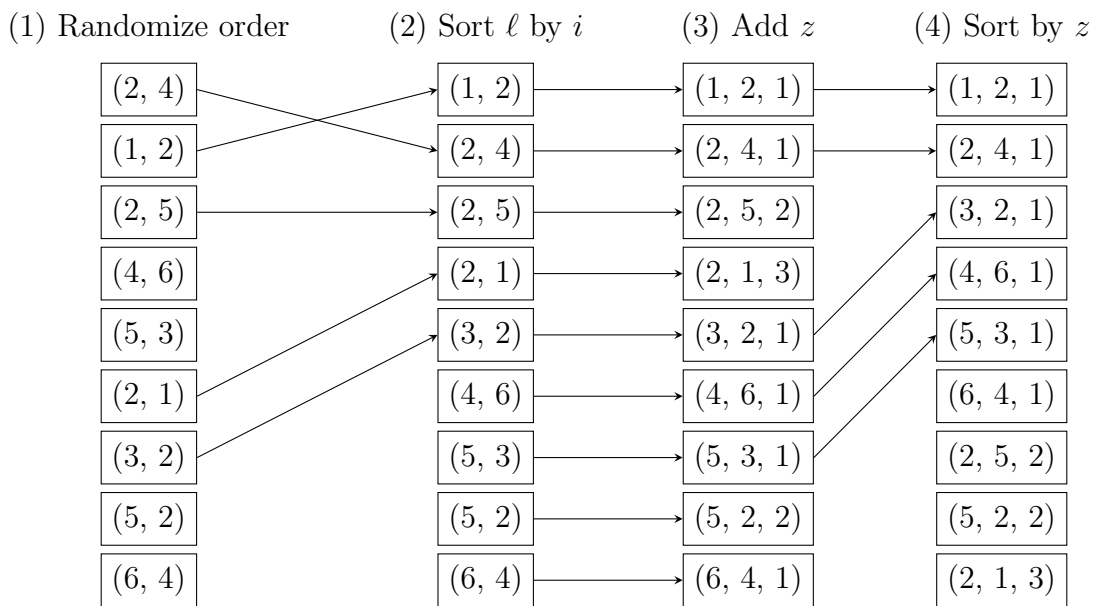 (1) Randomize order (2) Sort ℓ by i (3) Add z (4) Sort by z
(2, 4) (1, 2) (1, 2, 1) (1, 2, 1)
(1, 2) (2, 4) (2, 4, 1) (2, 4, 1)
(2, 5) (2, 5) (2, 5, 2) (3, 2, 1)
(4, 6) (2, 1) (2, 1, 3) (4, 6, 1)
(5, 3) (3, 2) (3, 2, 1) (5, 3, 1)
(2, 1) (4, 6) (4, 6, 1) (6, 4, 1)
(3, 2) (5, 3) (5, 3, 1) (2, 5, 2)
(5, 2) (5, 2) (5, 2, 2) (5, 2, 2)
(6, 4) (6, 4) (6, 4, 1) (2, 1, 3)